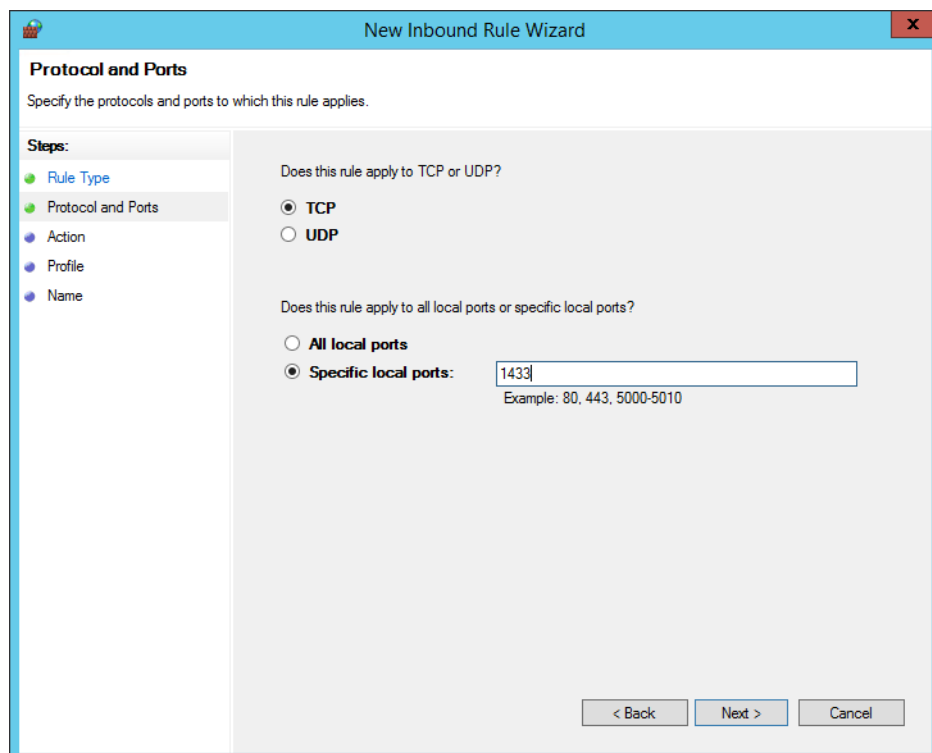 New Inbound Rule Wizard
x
Protocol and Ports
Specify the protocols and ports to which this rule applies.
Steps:
Rule Type
Protocol and Ports
Action
Profile
Name
Does this rule apply to TCP or UDP?
TCP
UDP
Does this rule apply to all local ports or specific local ports?
All local ports
Specific local ports:
1433
Example: 80, 443, 5000-5010
< Back
Next >
Cancel